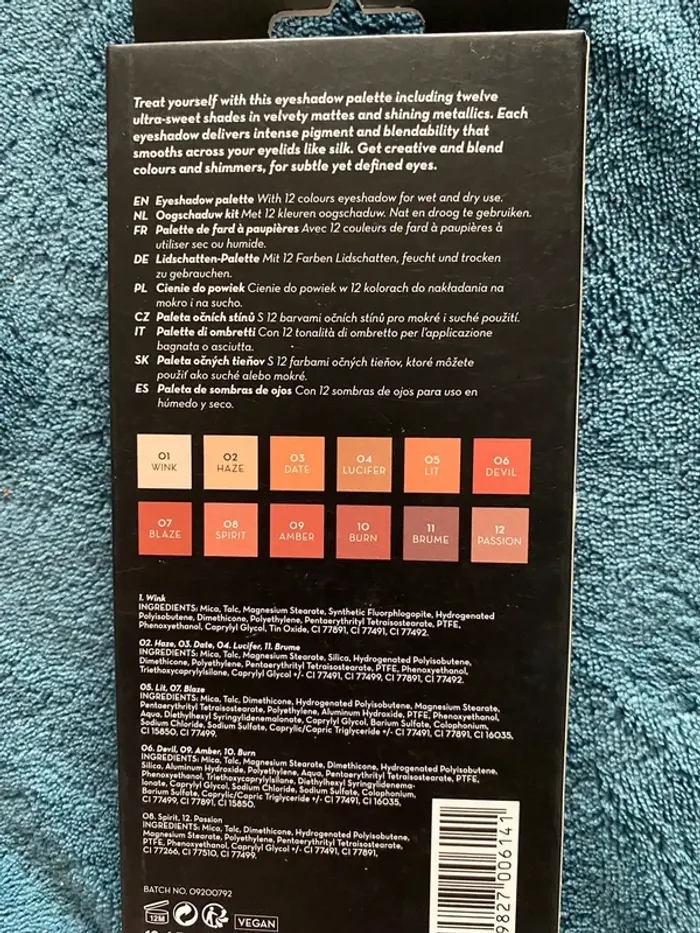 Treat yourself with this eyeshadow palette including twelve
ultra-sweet shades in velvety mattes and shining metallics. Each
eyeshadow delivers intense pigment and blendability that
smooths across your eyelids like silk. Get creative and blend
colours and shimmers, for subtle yet defined eyes.
EN Eyeshadow palette With 12 colours eyeshadow for wet and dry use.
NL Oogschaduw kit Met 12 kleuren oogschaduw. Nat en droog te gebruiken.
FR Palette de fard à paupières Avec 12 couleurs de fard à paupières à
utiliser sec ou humide.
DE Lidschatten-Palette Mit 12 Farben Lidschatten, feucht und trocken
zu gebrauchen.
PL Cienie do powiek Cienie do powiek w 12 kolorach do nakładania na
mokro i na sucho.
CZ Paleta očních stínů S 12 barvami očních stínů pro mokré i suché použití.
IT Palette di ombretti Con 12 tonalità di ombretto per l'applicazione
bagnata o asciutta.
SK Paleta očných tieňov S 12 farbami očných tieňov, ktoré môžete
použiť ako suché alebo mokré.
ES Paleta de sombras de ojos Con 12 sombras de ojos para uso en
húmedo y seco.
01 WINK
02 HAZE
03 DATE
04 LUCIFER
05 LIT
06 DEVIL
07 BLAZE
08 SPIRIT
09 AMBER
10 BURN
11 BRUME
12 PASSION
1. Wink
INGREDIENTS: Mica, Talc, Magnesium Stearate, Synthetic Fluorphlogopite, Hydrogenated
Polyisobutene, Dimethicone, Polyethylene, Pentaerythrityl Tetraisostearate, PTFE,
Phenoxyethanol, Caprylyl Glycol, Tin Oxide, CI 77891, CI 77491, CI 77492.
02. Haze, 03. Date, 04. Lucifer, 11. Brume
INGREDIENTS: Mica, Talc, Magnesium Stearate, Silica, Hydrogenated Polyisobutene,
Dimethicone, Polyethylene, Pentaerythrityl Tetraisostearate, PTFE, Phenoxyethanol,
Triethoxycaprylylsilane, Caprylyl Glycol +/- CI 77491, CI 77499, CI 77891, CI 77492.
05. Lit, 07. Blaze
INGREDIENTS: Mica, Talc, Dimethicone, Hydrogenated Polyisobutene, Magnesium Stearate,
Pentaerythrityl Tetraisostearate, Polyethylene, Aluminum Hydroxide, PTFE, Phenoxyethanol,
Aqua, Diethylhexyl Syringylidenemalonate, Caprylyl Glycol, Barium Sulfate, Colophonium,
Sodium Chloride, Sodium Sulfate, Caprylic/Capric Triglyceride +/- CI 77491, CI 77891, CI 16035,
CI 15850, CI 77499.
06. Devil, 09. Amber, 10. Burn
INGREDIENTS: Mica, Talc, Magnesium Stearate, Dimethicone, Hydrogenated Polyisobutene,
Silica, Aluminum Hydroxide, Polyethylene, Aqua, Pentaerythrityl Tetraisostearate, PTFE,
Phenoxyethanol, Triethoxycaprylylsilane, Diethylhexyl Syringylidenema-
lonate, Caprylyl Glycol, Sodium Chloride, Sodium Sulfate, Colophonium,
Barium Sulfate, Caprylic/Capric Triglyceride +/- CI 77491, CI 16035,
CI 77499, CI 77891, CI 15850.
08. Spirit, 12. Passion
INGREDIENTS: Mica, Talc, Dimethicone, Hydrogenated Polyisobutene,
Magnesium Stearate, Polyethylene, Pentaerythrityl Tetraisostearate,
PTFE, Phenoxyethanol, Caprylyl Glycol +/- CI 77491, CI 77891,
CI 77266, CI 77510, CI 77499.
BATCH NO. 09200792
12M
VEGAN
9827 006141